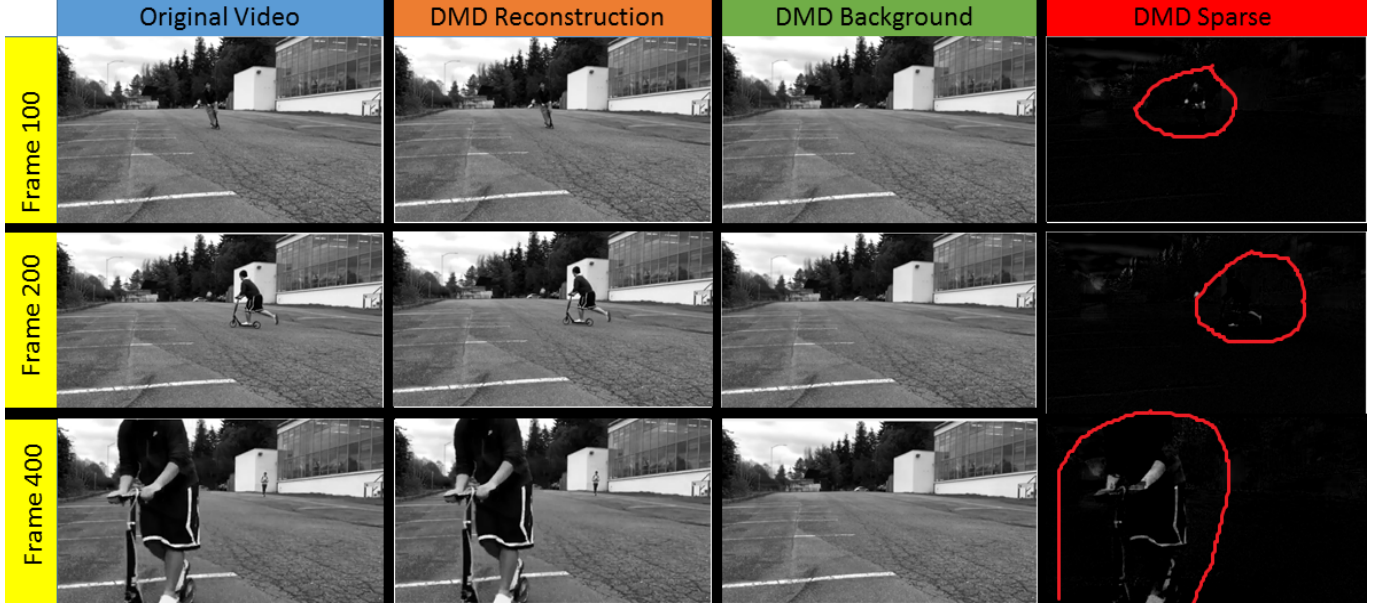 Original Video
DMD Reconstruction
DMD Background
DMD Sparse
Frame 100
Frame 200
Frame 400